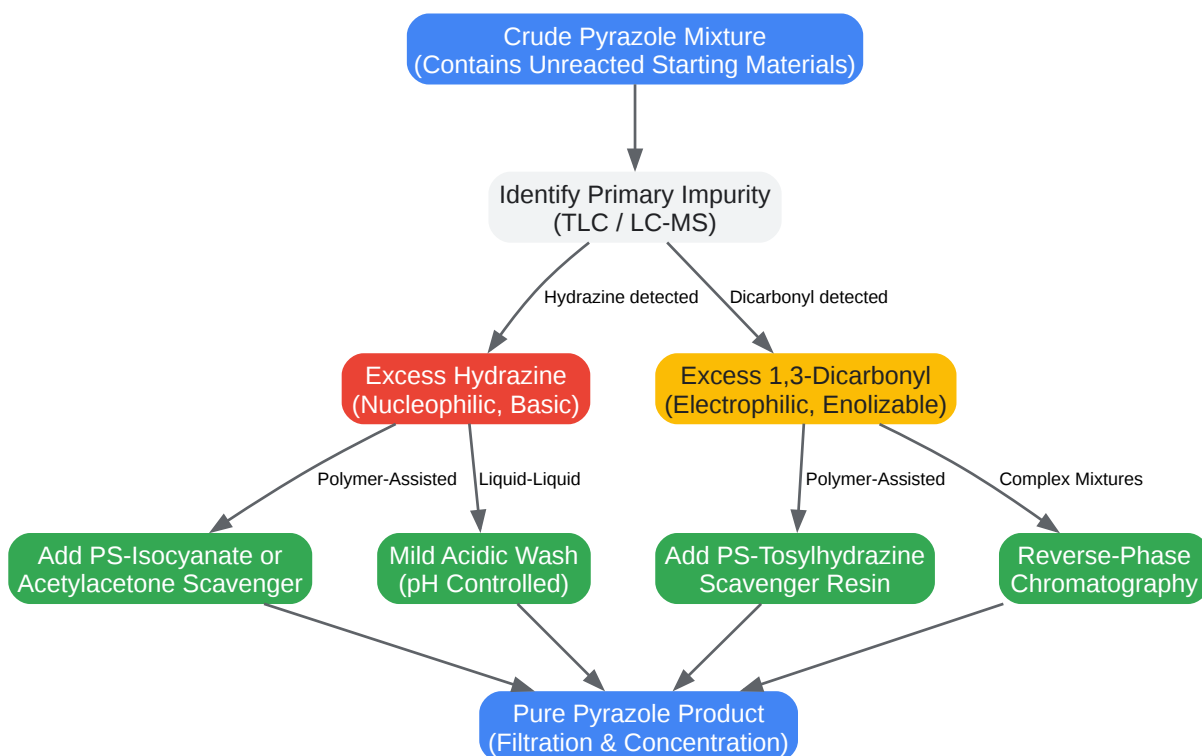 Crude Pyrazole Mixture
(Contains Unreacted Starting Materials)
Identify Primary Impurity
(TLC / LC-MS)
Hydrazine detected
Dicarbonyl detected
Excess Hydrazine
(Nucleophilic, Basic)
Excess 1,3-Dicarbonyl
(Electrophilic, Enolizable)
Polymer-Assisted
Liquid-Liquid
Polymer-Assisted
Complex Mixtures
Add PS-Isocyanate or
Acetylacetone Scavenger
Mild Acidic Wash
(pH Controlled)
Add PS-Tosylhydrazine
Scavenger Resin
Reverse-Phase
Chromatography
Pure Pyrazole Product
(Filtration & Concentration)